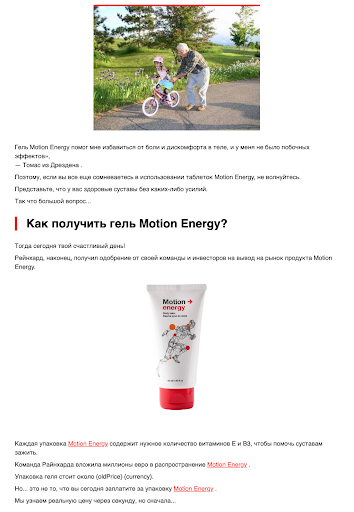 Гель Motion Energy помог мне избавиться от боли и дискомфорта в теле, и у меня не было побочных
эффектов»,
— Томас из Дрездена .
Поэтому, если вы все еще сомневаетесь в использовании таблеток Motion Energy, не волнуйтесь.
Представьте, что у вас здоровые суставы без каких-либо усилий.
Так что большой вопрос...
Как получить гель Motion Energy?
Тогда сегодня твой счастливый день!
Рейнхард, наконец, получил одобрение от своей команды и инвесторов на вывод на рынок продукта Motion
Energy.
Motion
energy
Каждая упаковка Motion Energy содержит нужное количество витаминов Е и В3, чтобы помочь суставам
зажить.
Команда Райнхарда вложила миллионы евро в распространение Motion Energy .
Упаковка геля стоит около {oldPrice} {currency}.
Но... это не то, что вы сегодня заплатите за упаковку Motion Energy .
Мы узнаем реальную цену через секунду, но сначала...